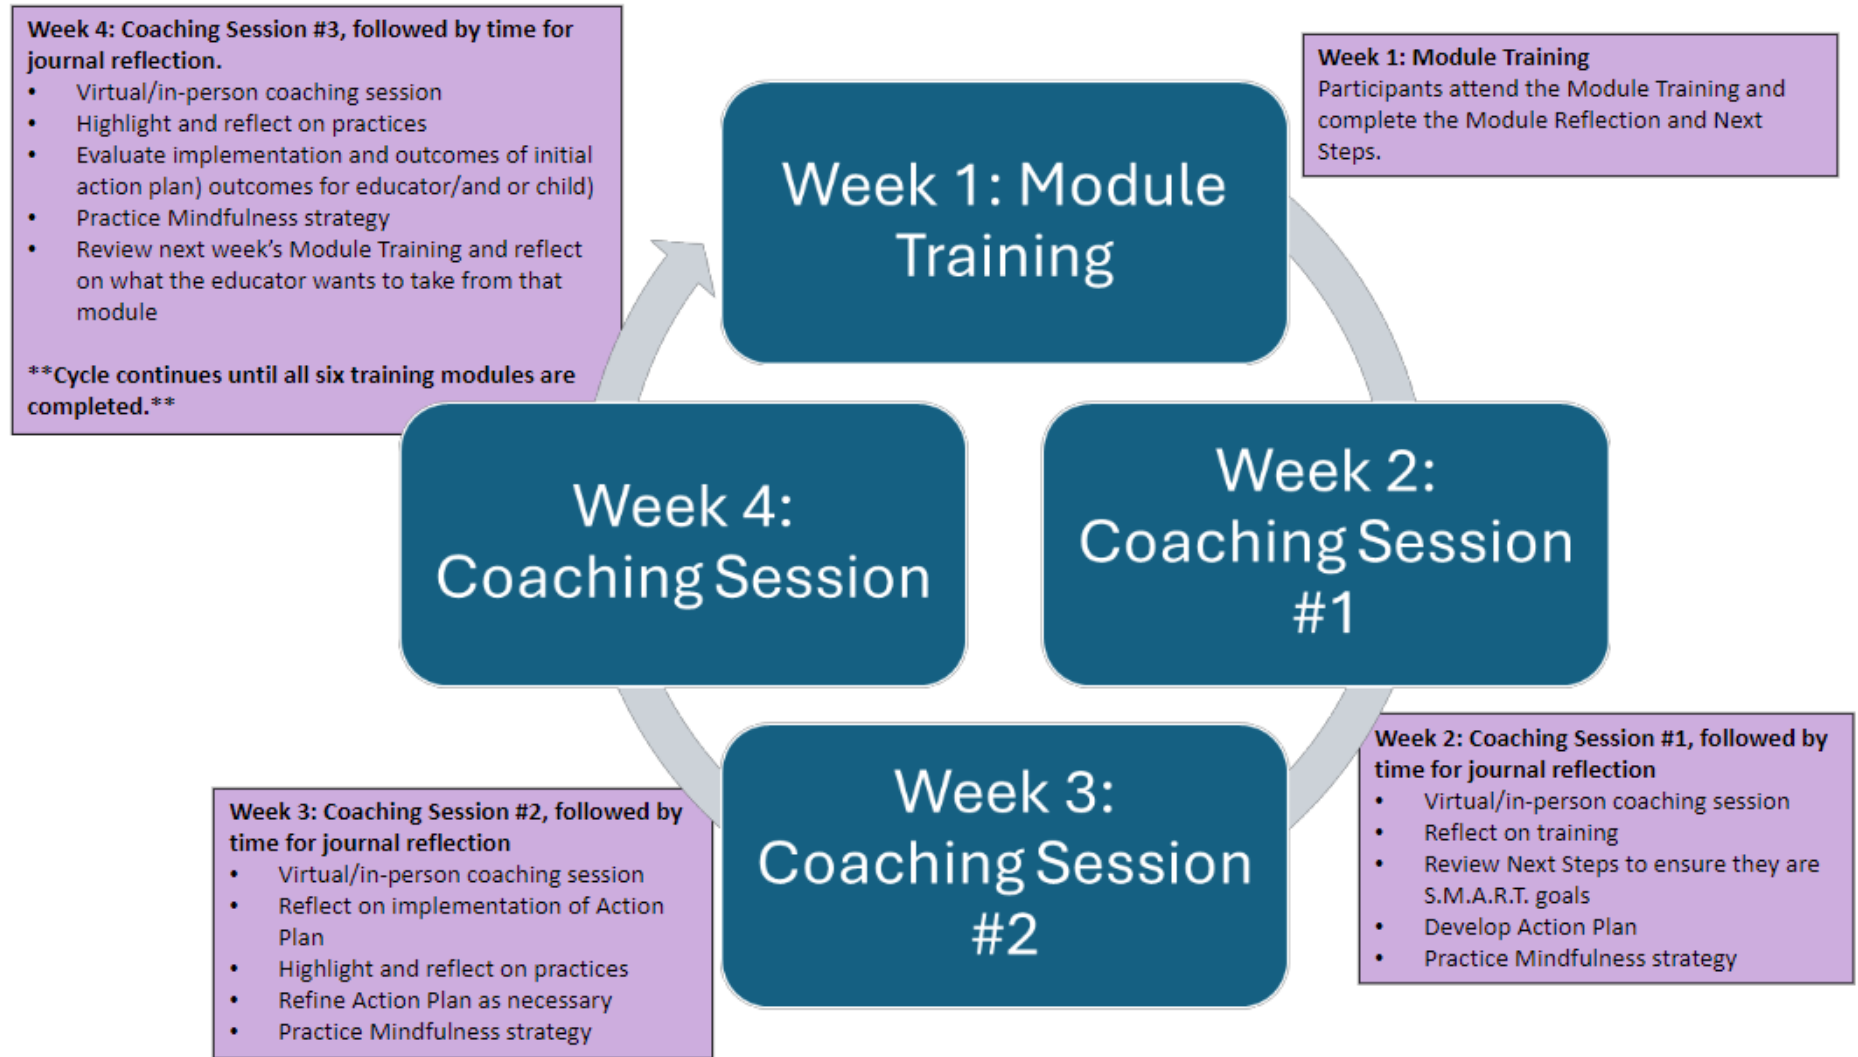 Week 4: Coaching Session #3, followed by time for
journal reflection.
• Virtual/in-person coaching session
• Highlight and reflect on practices
• Evaluate implementation and outcomes of initial
action plan) outcomes for educator/and or child)
• Practice Mindfulness strategy
• Review next week’s Module Training and reflect
on what the educator wants to take from that
module
**Cycle continues until all six training modules are
completed.**
Week 1: Module
Training
Week 1: Module Training
Participants attend the Module Training and
complete the Module Reflection and Next
Steps.
Week 4:
Coaching Session
Week 2:
Coaching Session
#1
Week 3:
Coaching Session
#2
Week 2: Coaching Session #1, followed by
time for journal reflection
• Virtual/in-person coaching session
• Reflect on training
• Review Next Steps to ensure they are
S.M.A.R.T. goals
• Develop Action Plan
• Practice Mindfulness strategy
Week 3: Coaching Session #2, followed by
time for journal reflection
• Virtual/in-person coaching session
• Reflect on implementation of Action
Plan
• Highlight and reflect on practices
• Refine Action Plan as necessary
• Practice Mindfulness strategy